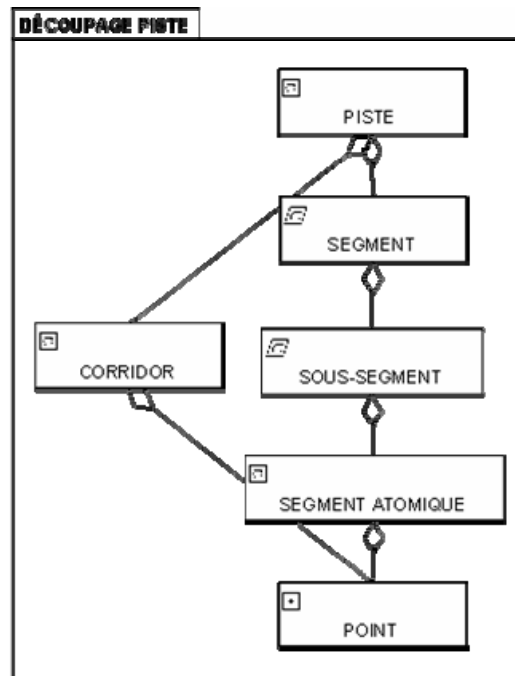 DÉCOUPAGE PISTE
PISTE
SEGMENT
CORRIDOR
SOUS-SEGMENT
SEGMENT ATOMIQUE
POINT